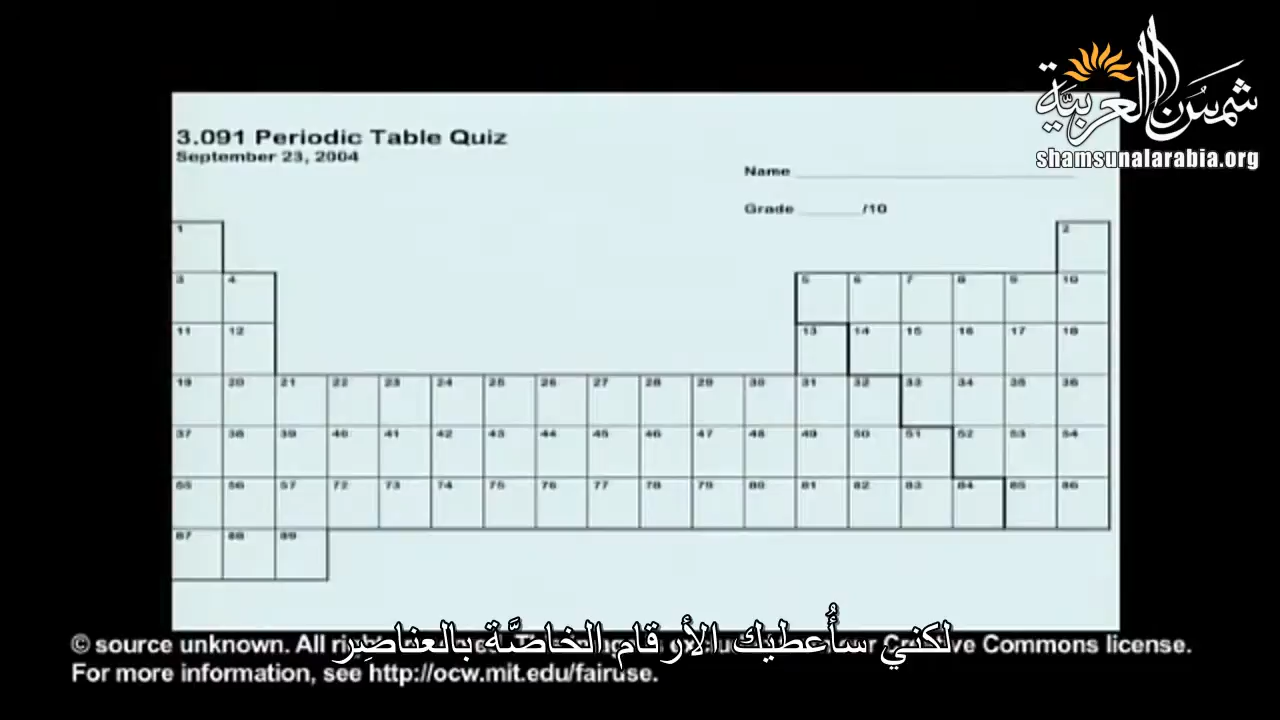 شمسُ العربيَّة
shamsunalarabia.org
3.091 Periodic Table Quiz
September 23, 2004
Name
Grade /10
1 2
3 4 5 6 7 8 9 10
11 12 13 14 15 16 17 18
19 20 21 22 23 24 25 26 27 28 29 30 31 32 33 34 35 36
37 38 39 40 41 42 43 44 45 46 47 48 49 50 51 52 53 54
55 56 57 72 73 74 75 76 77 78 79 80 81 82 83 84 85 86
87 88 89
لكني سأُعطيك الأرقام الخاصَّة بالعناصِر
© source unknown. All Creative Commons license.
For more information, see http://ocw.mit.edu/fairuse.